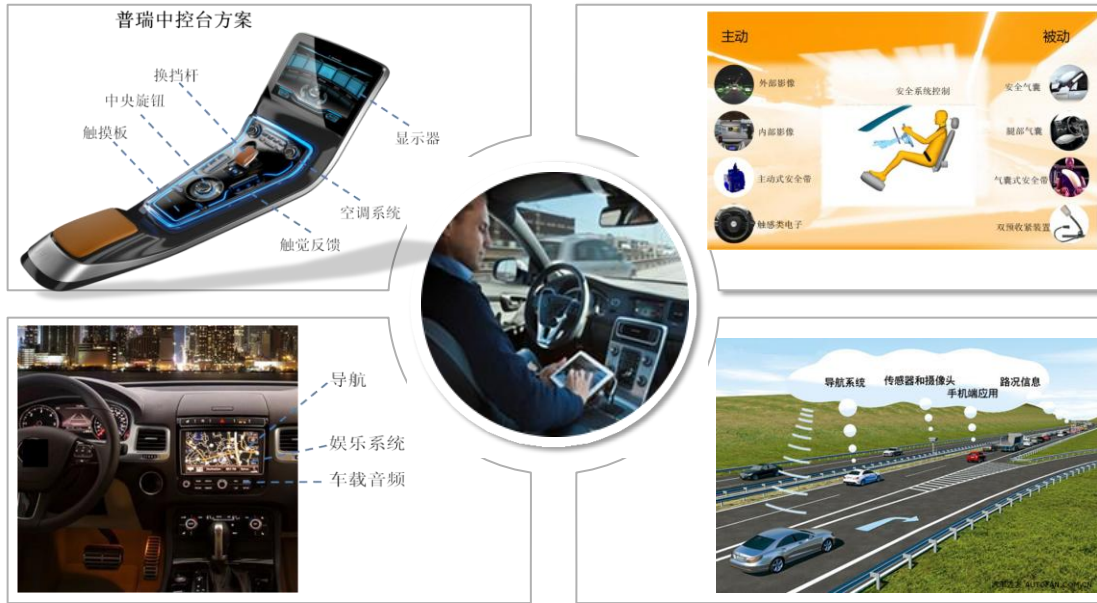 普瑞中控台方案
换挡杆
中央旋钮
触摸板
显示器
空调系统
触觉反馈
主动
被动
外部影像
内部影像
主动式安全带
触感类电子
安全系统控制
安全气囊
腿部气囊
气囊式安全带
双预收紧装置
导航
娱乐系统
车载音频
导航系统
传感器和摄像头
手机端应用
路况信息
AUTOFAN.COM.CN